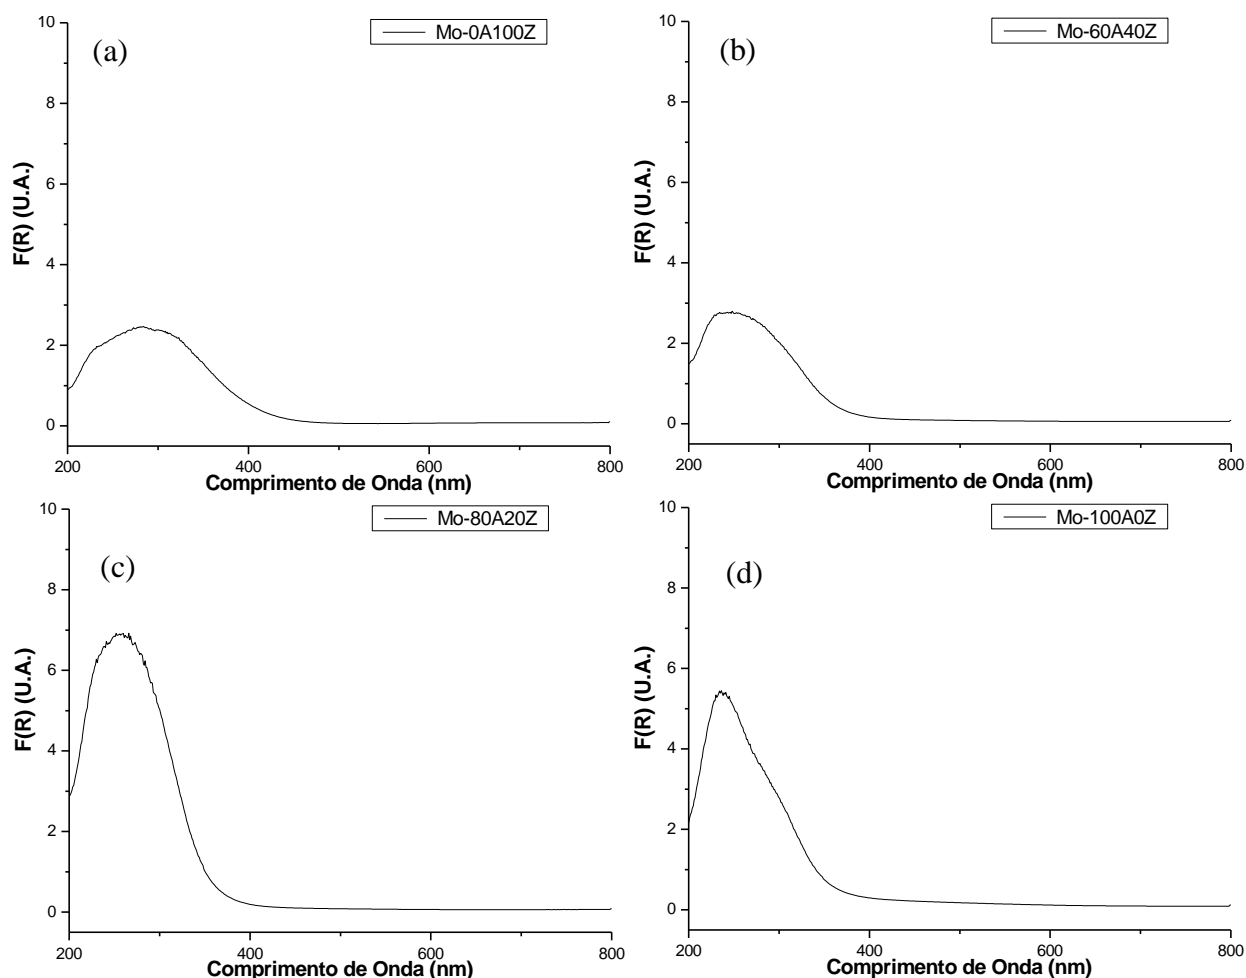 (a)
Mo-0A100Z
F(R) (U.A.)
10
8
6
4
2
0
200
400
600
800
Comprimento de Onda (nm)
(b)
Mo-60A40Z
F(R) (U.A.)
10
8
6
4
2
0
200
400
600
800
Comprimento de Onda (nm)
(c)
Mo-80A20Z
F(R) (U.A.)
10
8
6
4
2
0
200
400
600
800
Comprimento de Onda (nm)
(d)
Mo-100A0Z
F(R) (U.A.)
10
8
6
4
2
0
200
400
600
800
Comprimento de Onda (nm)